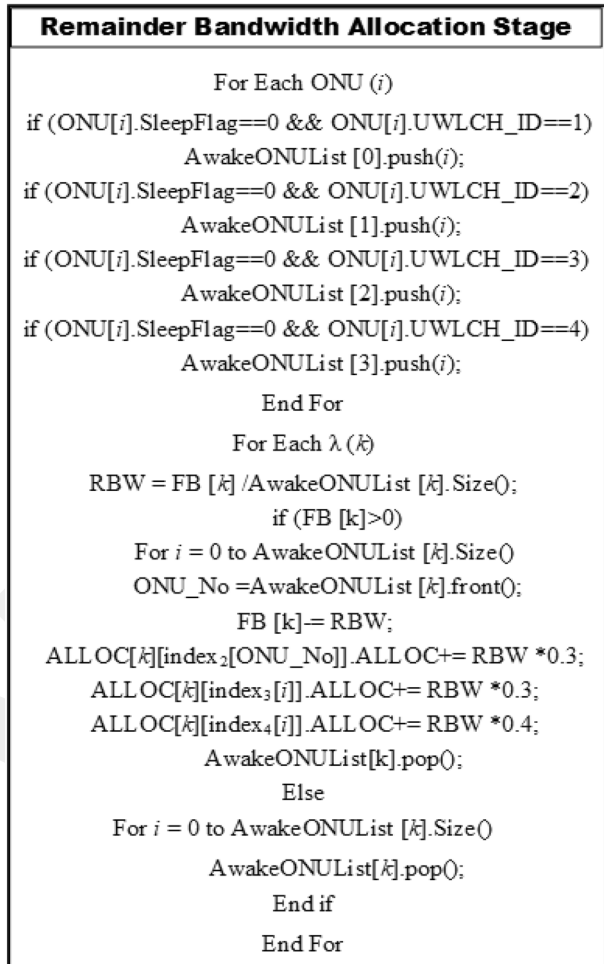 Remainder Bandwidth Allocation Stage
For Each ONU (i)
if (ONU[i].SleepFlag==0 && ONU[i].UWLCH_ID==1)
AwakeONUList [0].push(i);
if (ONU[i].SleepFlag==0 && ONU[i].UWLCH_ID==2)
AwakeONUList [1].push(i);
if (ONU[i].SleepFlag==0 && ONU[i].UWLCH_ID==3)
AwakeONUList [2].push(i);
if (ONU[i].SleepFlag==0 && ONU[i].UWLCH_ID==4)
AwakeONUList [3].push(i);
End For
For Each λ (k)
RBW = FB [k] /AwakeONUList [k].Size();
if (FB [k]>0)
For i = 0 to AwakeONUList [k].Size()
ONU_No =AwakeONUList [k].front();
FB [k]-= RBW;
ALLOC[k][index₂[ONU_No]].ALLOC+= RBW *0.3;
ALLOC[k][index₃[i]].ALLOC+= RBW *0.3;
ALLOC[k][index₄[i]].ALLOC+= RBW *0.4;
AwakeONUList[k].pop();
Else
For i = 0 to AwakeONUList [k].Size()
AwakeONUList[k].pop();
End if
End For